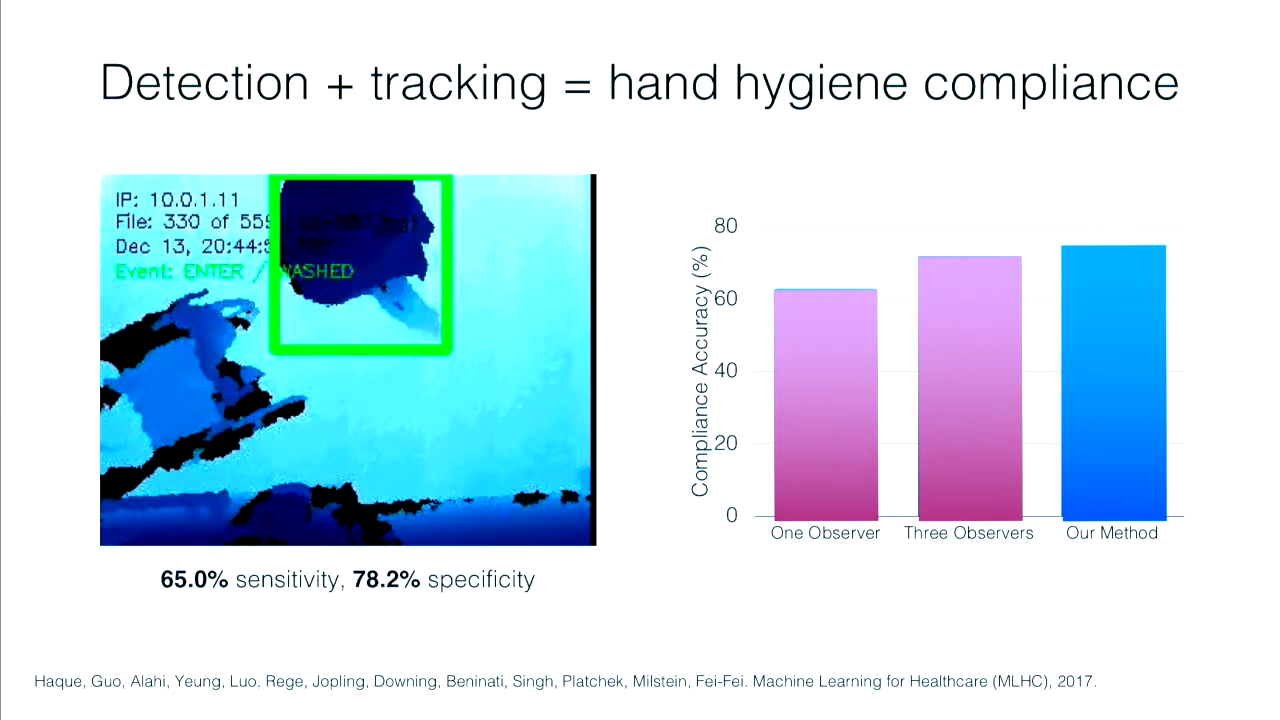 Detection + tracking = hand hygiene compliance
IP: 10.0.1.11
File: 330 of 555
Dec 13, 20:44:5
Event: ENTER / WASHED
65.0% sensitivity, 78.2% specificity
Compliance Accuracy (%)
80
60
40
20
0
One Observer
Three Observers
Our Method
Haque, Guo, Alahi, Yeung, Luo, Rege, Jopling, Downing, Beninati, Singh, Platchek, Milstein, Fei-Fei. Machine Learning for Healthcare (MLHC), 2017.